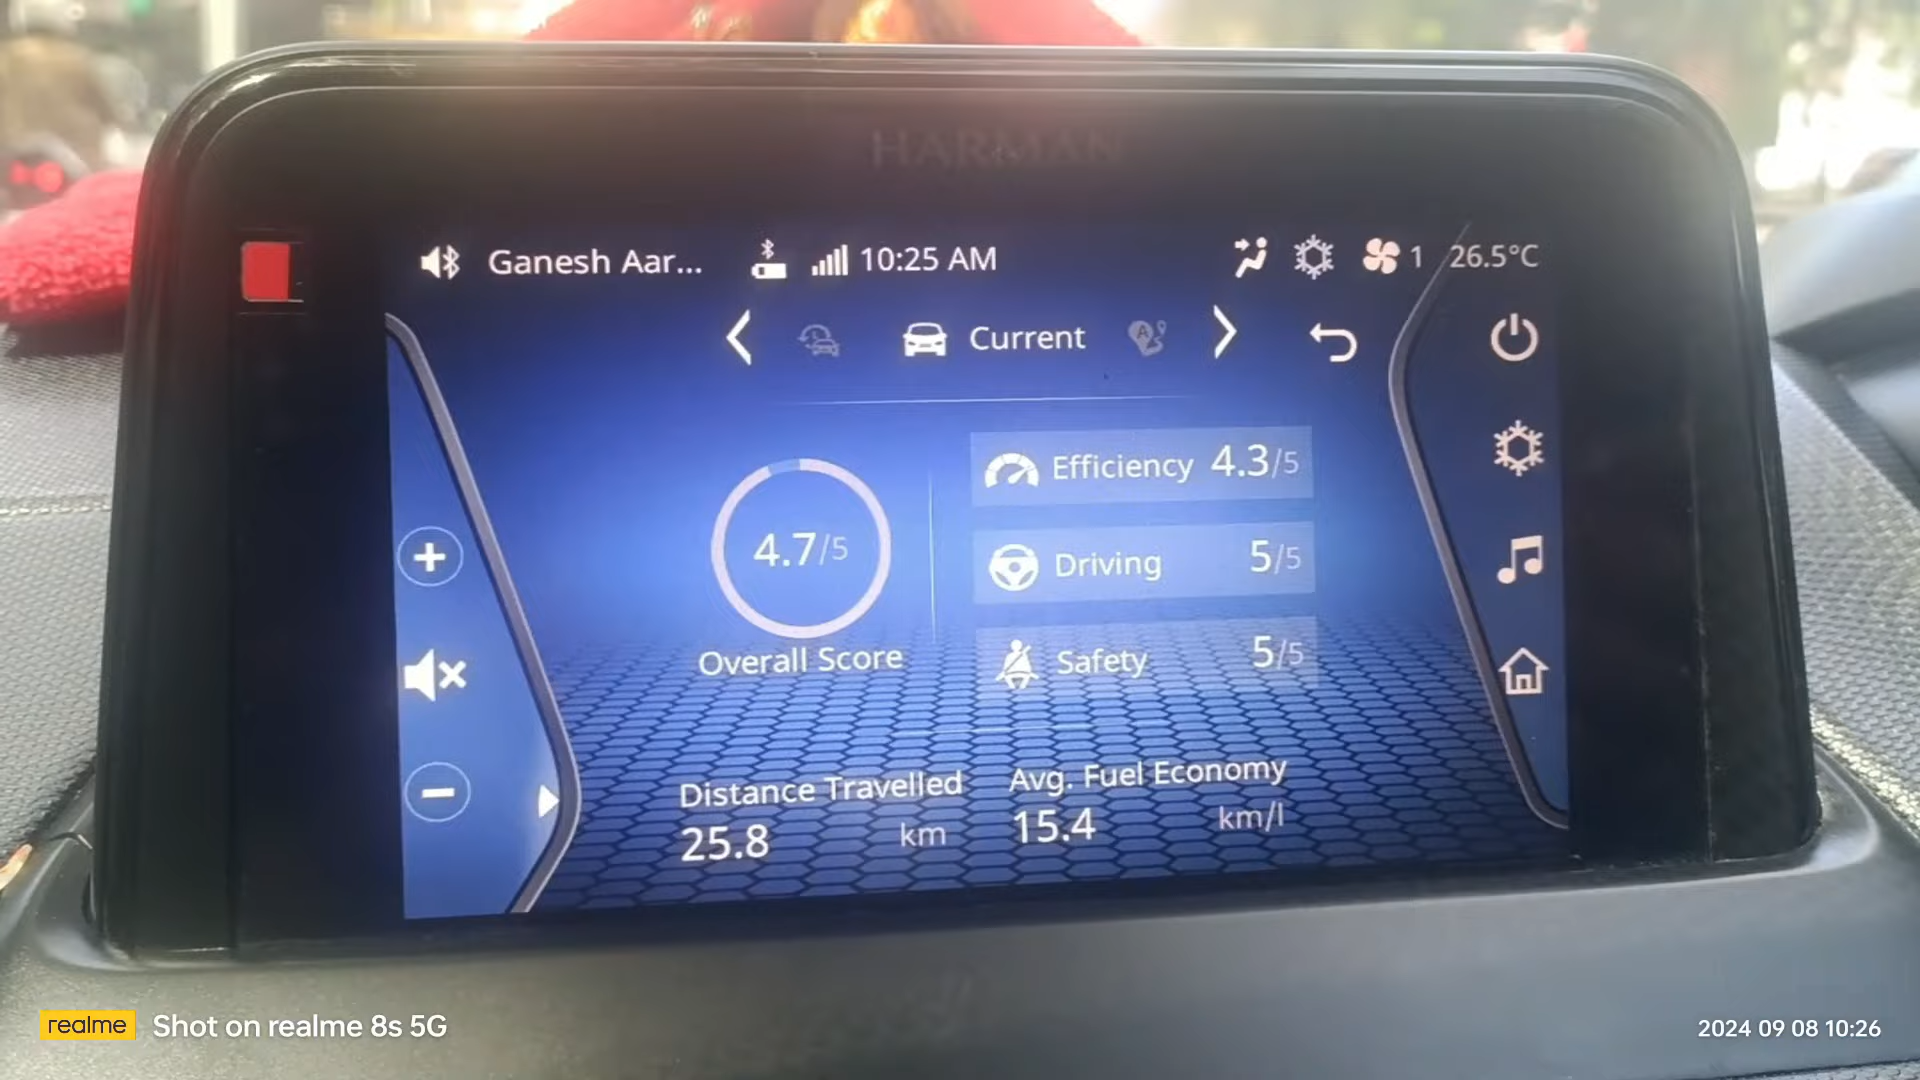 HARMAN
Ganesh Aar... 10:25 AM 1 26.5°C
Current
4.7/5
Overall Score
Efficiency 4.3/5
Driving 5/5
Safety 5/5
Distance Travelled
25.8 km
Avg. Fuel Economy
15.4 km/l
realme Shot on realme 8s 5G
2024 09 08 10:26